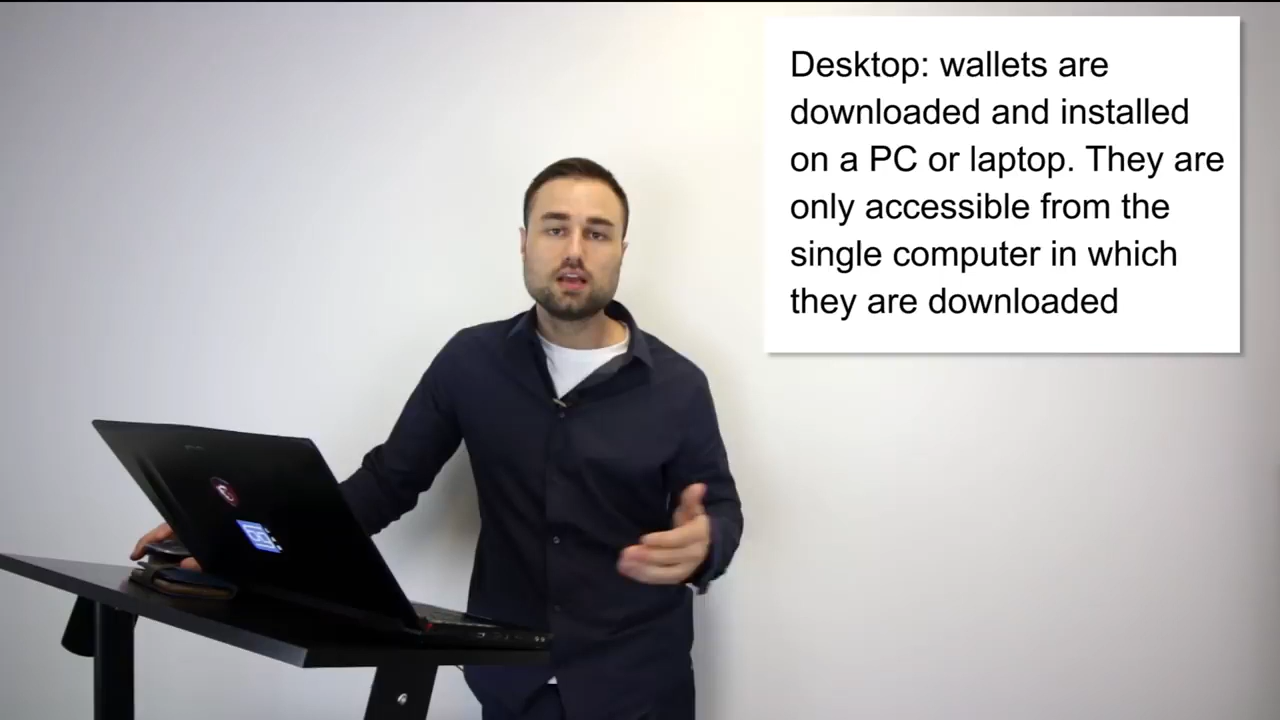 Desktop: wallets are
downloaded and installed
on a PC or laptop. They are
only accessible from the
single computer in which
they are downloaded